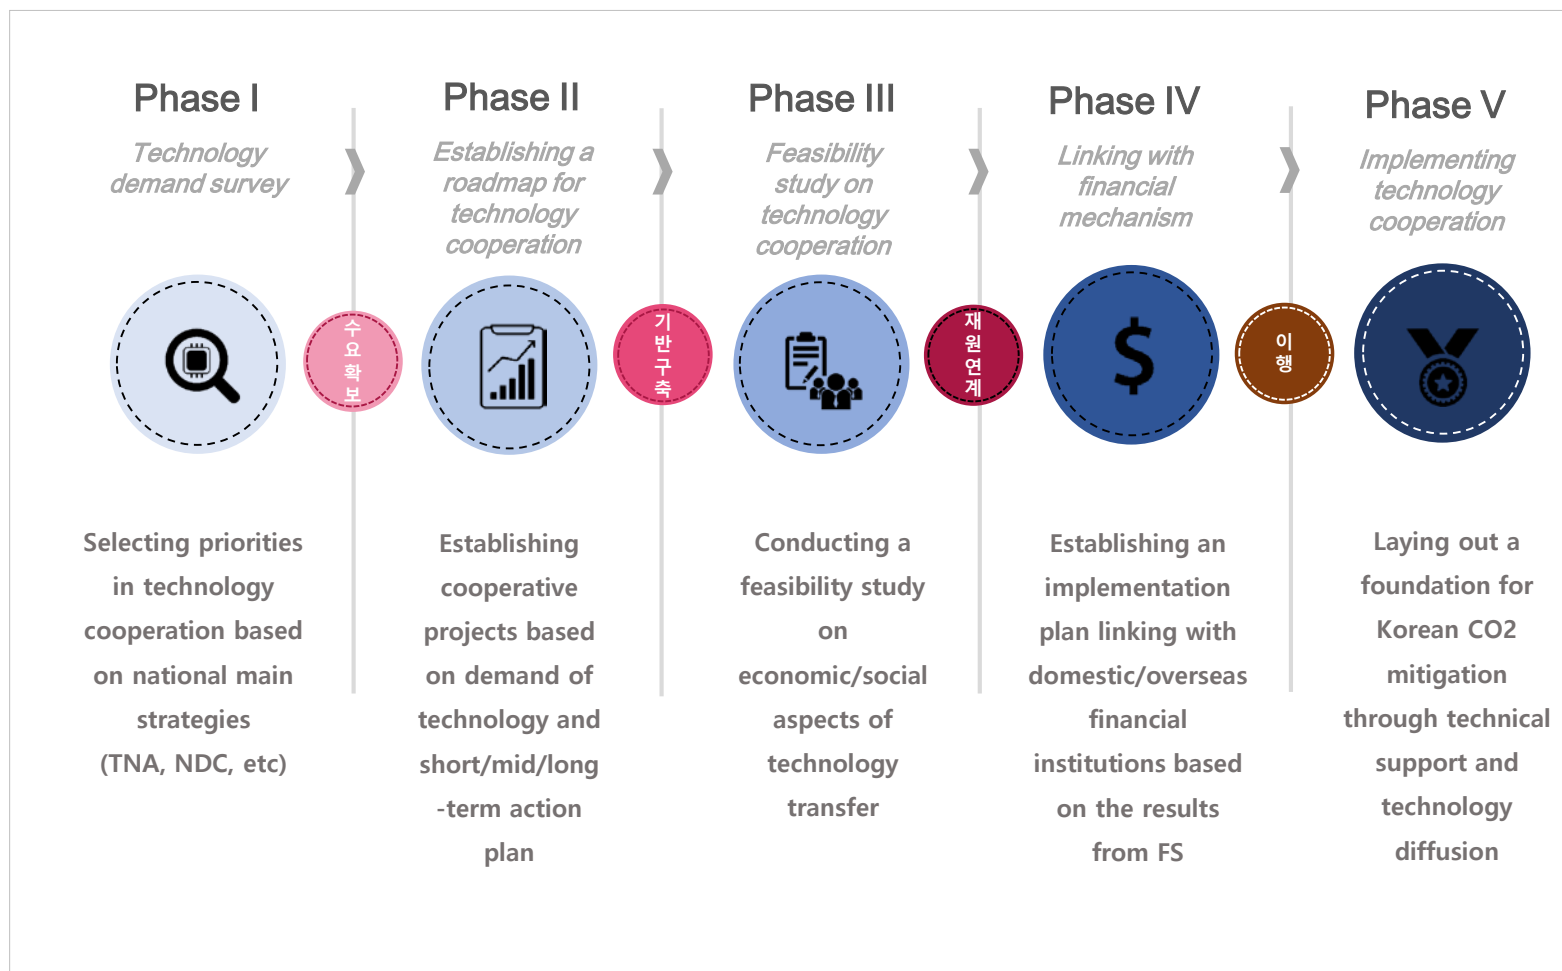 Phase I
Technology
demand survey
Phase II
Establishing a
roadmap for
technology
cooperation
Phase III
Feasibility
study on
technology
cooperation
Phase IV
Linking with
financial
mechanism
Phase V
Implementing
technology
cooperation
수
요
확
보
기
반
구
축
재
원
연
계
이
행
Selecting priorities
in technology
cooperation based
on national main
strategies
(TNA, NDC, etc)
Establishing
cooperative
projects based
on demand of
technology and
short/mid/long
-term action
plan
Conducting a
feasibility study
on
economic/social
aspects of
technology
transfer
Establishing an
implementation
plan linking with
domestic/overseas
financial
institutions based
on the results
from FS
Laying out a
foundation for
Korean CO2
mitigation
through technical
support and
technology
diffusion